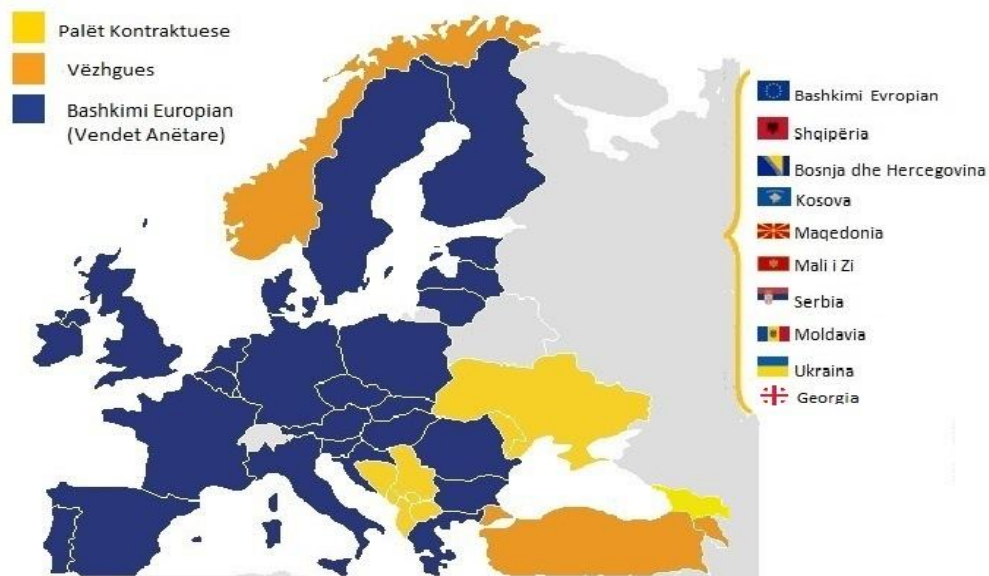 Palët Kontraktuese
Vëzhgues
Bashkimi Europian
(Vendet Anëtare)
Bashkimi Evropian
Shqipëria
Bosnja dhe Hercegovina
Kosova
Maqedonia
Mali i Zi
Serbia
Moldavia
Ukraina
Georgia